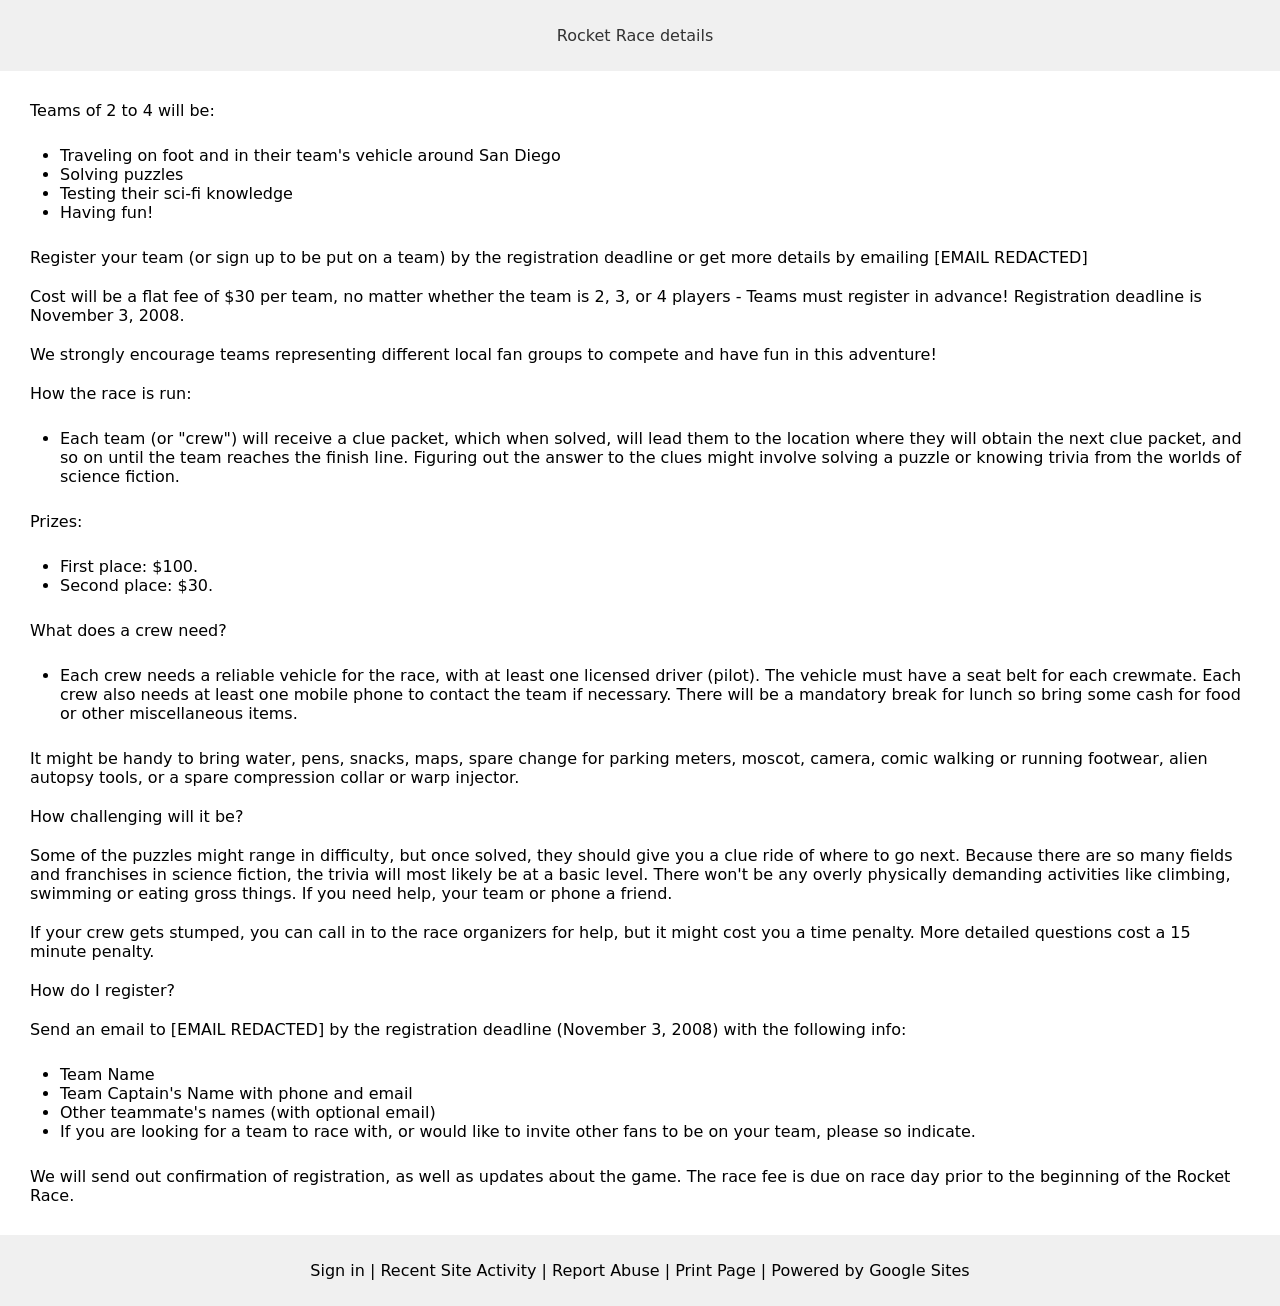 Rocket Race details
Teams of 2 to 4 will be:
• Traveling on foot and in their team's vehicle around San Diego
• Solving puzzles
• Testing their sci-fi knowledge
• Having fun!
Register your team (or sign up to be put on a team) by the registration deadline or get more details by emailing [EMAIL REDACTED]
Cost will be a flat fee of $30 per team, no matter whether the team is 2, 3, or 4 players - Teams must register in advance! Registration deadline is
November 3, 2008.
We strongly encourage teams representing different local fan groups to compete and have fun in this adventure!
How the race is run:
• Each team (or "crew") will receive a clue packet, which when solved, will lead them to the location where they will obtain the next clue packet, and
so on until the team reaches the finish line. Figuring out the answer to the clues might involve solving a puzzle or knowing trivia from the worlds of
science fiction.
Prizes:
• First place: $100.
• Second place: $30.
What does a crew need?
• Each crew needs a reliable vehicle for the race, with at least one licensed driver (pilot). The vehicle must have a seat belt for each crewmate. Each
crew also needs at least one mobile phone to contact the team if necessary. There will be a mandatory break for lunch so bring some cash for food
or other miscellaneous items.
It might be handy to bring water, pens, snacks, maps, spare change for parking meters, moscot, camera, comic walking or running footwear, alien
autopsy tools, or a spare compression collar or warp injector.
How challenging will it be?
Some of the puzzles might range in difficulty, but once solved, they should give you a clue ride of where to go next. Because there are so many fields
and franchises in science fiction, the trivia will most likely be at a basic level. There won't be any overly physically demanding activities like climbing,
swimming or eating gross things. If you need help, your team or phone a friend.
If your crew gets stumped, you can call in to the race organizers for help, but it might cost you a time penalty. More detailed questions cost a 15
minute penalty.
How do I register?
Send an email to [EMAIL REDACTED] by the registration deadline (November 3, 2008) with the following info:
• Team Name
• Team Captain's Name with phone and email
• Other teammate's names (with optional email)
• If you are looking for a team to race with, or would like to invite other fans to be on your team, please so indicate.
We will send out confirmation of registration, as well as updates about the game. The race fee is due on race day prior to the beginning of the Rocket
Race.
Sign in | Recent Site Activity | Report Abuse | Print Page | Powered by Google Sites